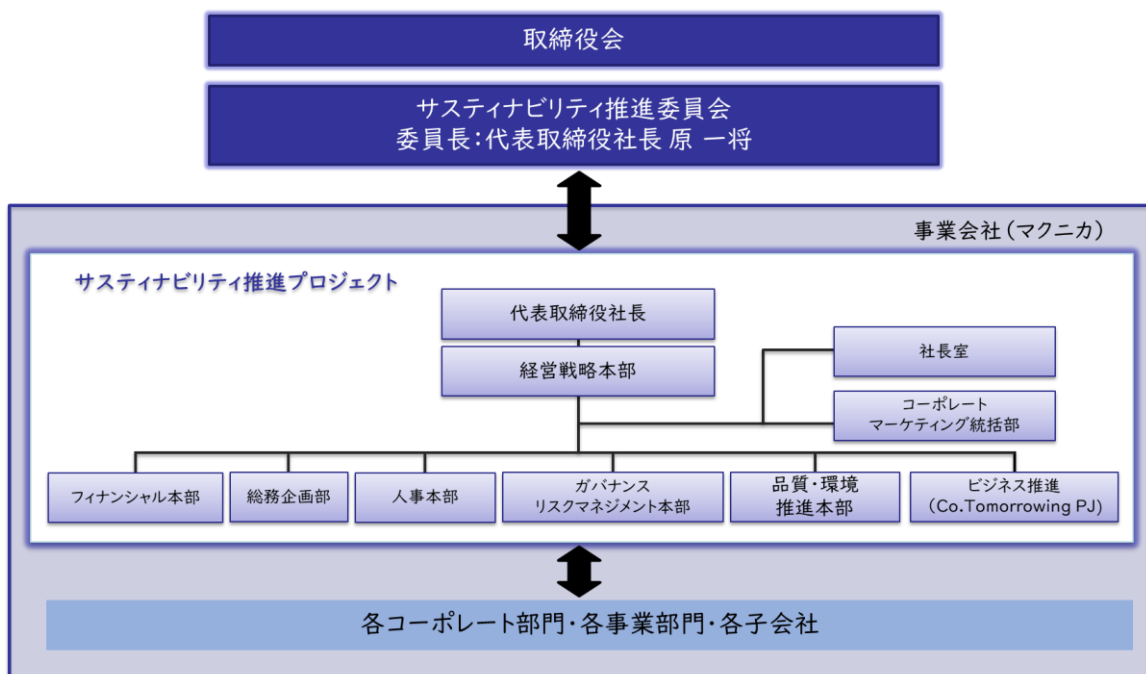 取締役会
サスティナビリティ推進委員会
委員長:代表取締役社長 原 一将
事業会社(マクニカ)
サスティナビリティ推進プロジェクト
代表取締役社長
経営戦略本部
社長室
コーポレート
マーケティング統括部
フィナンシャル本部
総務企画部
人事本部
ガバナンス
リスクマネジメント本部
品質・環境
推進本部
ビジネス推進
(Co.Tomorrowing PJ)
各コーポレート部門・各事業部門・各子会社